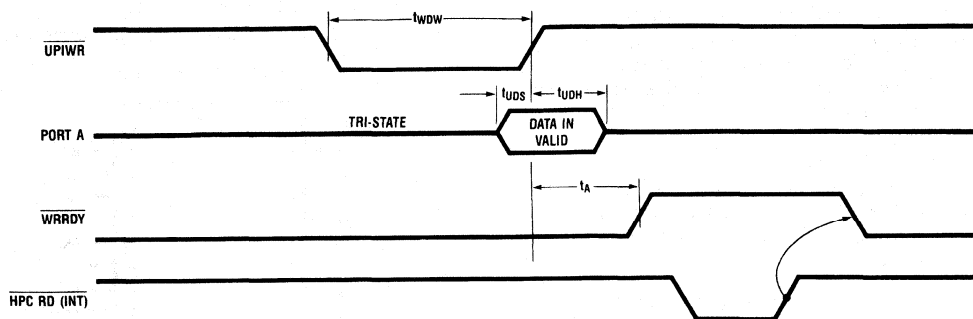 tWDW
UPIWR
tUDS
tUDH
PORT A
TRI-STATE
DATA IN
VALID
tA
WRRDY
HPC RD (INT)